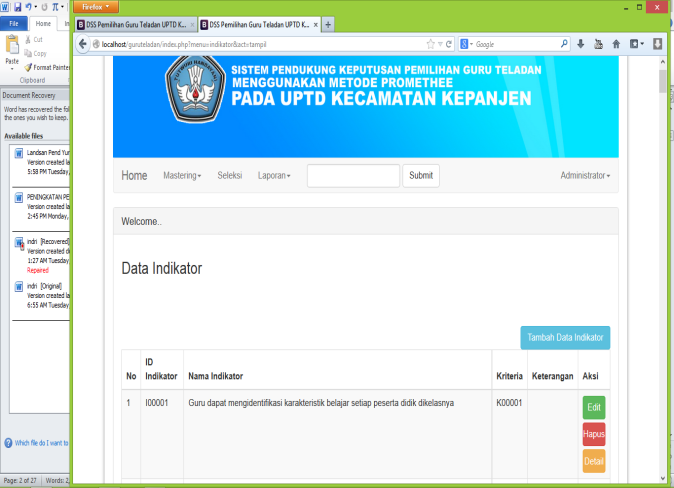 Firefox
File
Home
In
Cut
Copy
Paste
Format Painter
Clipboard
Document Recovery
Word has recovered the fol
the ones you wish to keep.
Available files
Landsan Pend Yur
Version created la
5:58 PM Tuesday,
PENINGKATAN PE
Version created la
2:45 PM Monday,
indri [Recovered]
Version created d
1:27 AM Tuesday
Repaired
indri [Original]
Version created la
6:55 AM Tuesday,
Which file do I want to
Page: 2 of 27 Words: 2,
DSS Pemilihan Guru Teladan UPTD K... ×
DSS Pemilihan Guru Teladan UPTD K... × +
localhost/guruteladan/index.php?menu=indikator&act=tampil
Google
SISTEM PENDUKUNG KEPUTUSAN PEMILIHAN GURU TELADAN
MENGGUNAKAN METODE PROMETHEE
PADA UPTD KECAMATAN KEPANJEN
Home Mastering Seleksi Laporan Submit Administrator
Welcome..
Data Indikator
Tambah Data Indikator
No ID Indikator Nama Indikator Kriteria Keterangan Aksi
1 I00001 Guru dapat mengidentifikasi karakteristik belajar setiap peserta didik dikelasnya K00001 Edit
Hapus
Detail